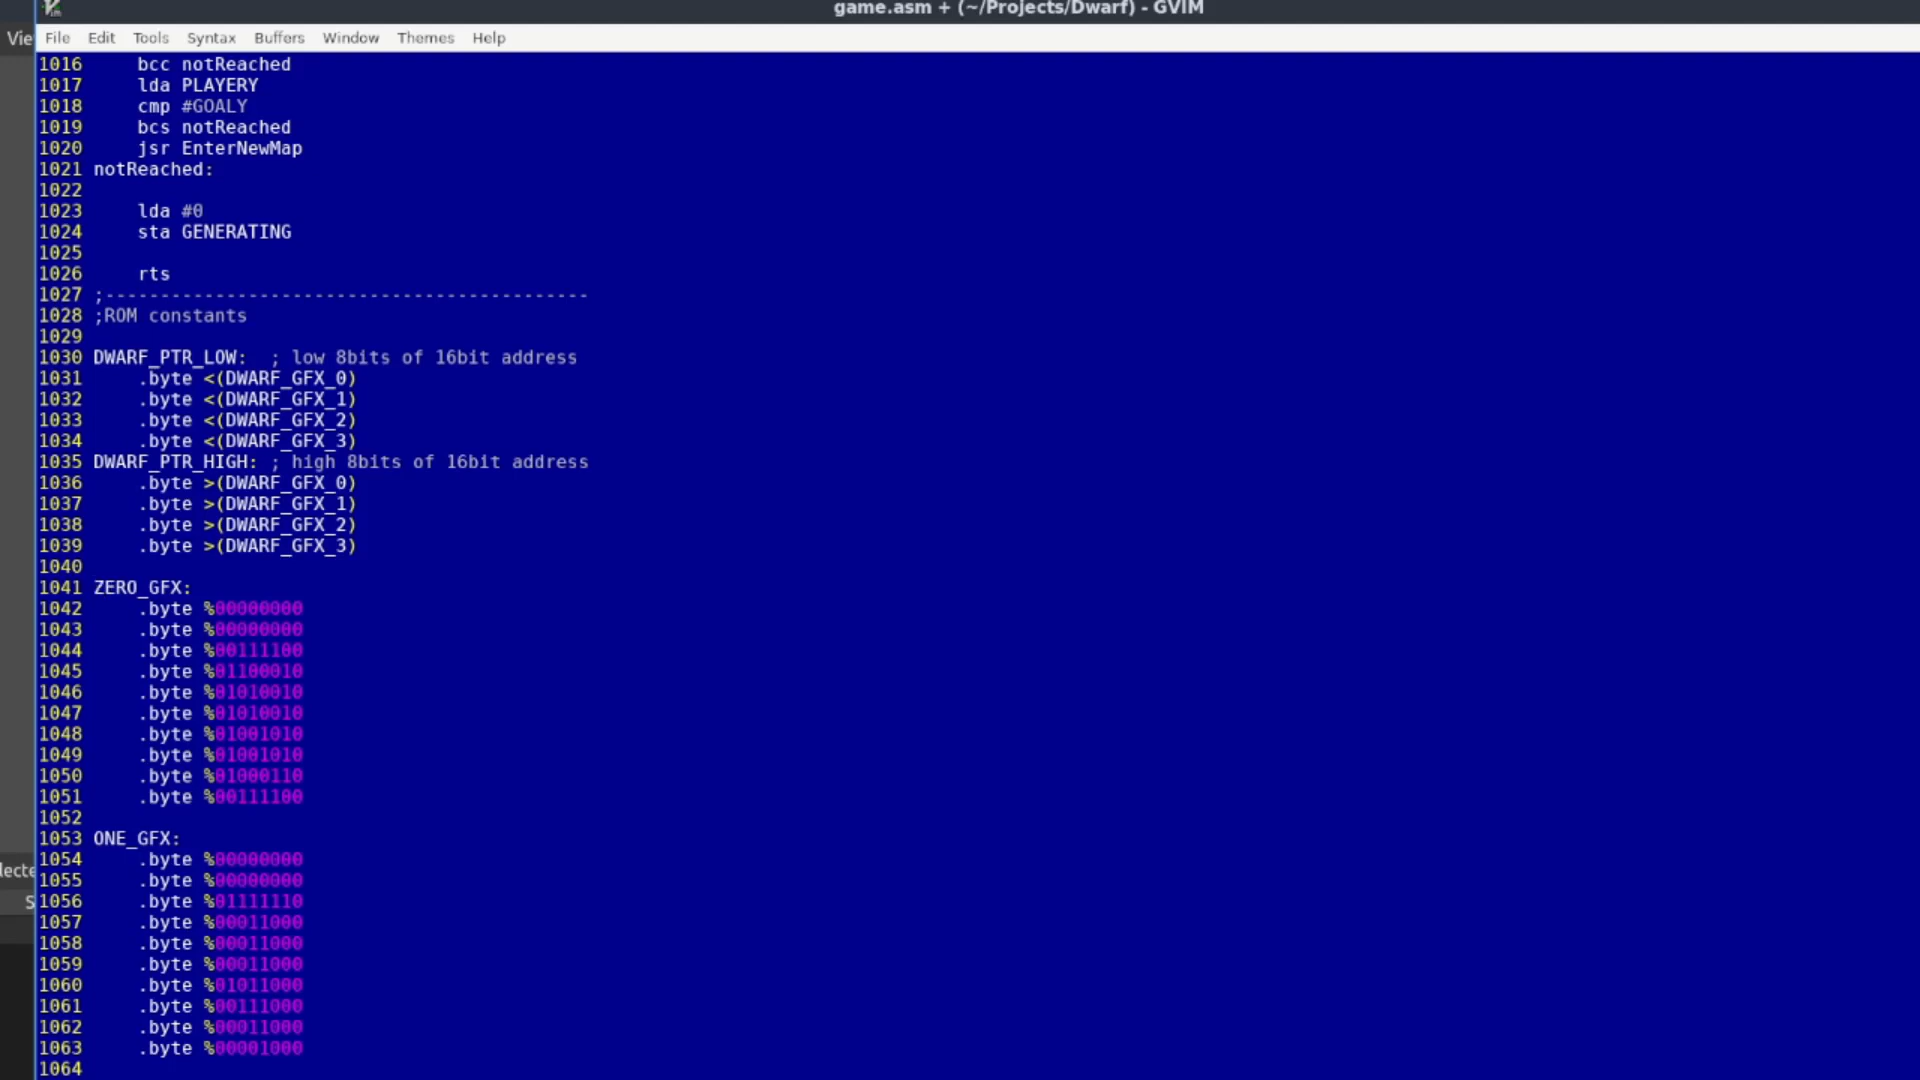 game.asm + (~/Projects/Dwarf) - GVIM
Vie File Edit Tools Syntax Buffers Window Themes Help
1016 bcc notReached
1017 lda PLAYERY
1018 cmp #GOALY
1019 bcs notReached
1020 jsr EnterNewMap
1021 notReached:
1022
1023 lda #0
1024 sta GENERATING
1025
1026 rts
1027 ;--------------------------------------------
1028 ;ROM constants
1029
1030 DWARF_PTR_LOW: ; low 8bits of 16bit address
1031 .byte <(DWARF_GFX_0)
1032 .byte <(DWARF_GFX_1)
1033 .byte <(DWARF_GFX_2)
1034 .byte <(DWARF_GFX_3)
1035 DWARF_PTR_HIGH: ; high 8bits of 16bit address
1036 .byte >(DWARF_GFX_0)
1037 .byte >(DWARF_GFX_1)
1038 .byte >(DWARF_GFX_2)
1039 .byte >(DWARF_GFX_3)
1040
1041 ZERO_GFX:
1042 .byte %00000000
1043 .byte %00000000
1044 .byte %00111100
1045 .byte %01100010
1046 .byte %01010010
1047 .byte %01010010
1048 .byte %01001010
1049 .byte %01001010
1050 .byte %01000110
1051 .byte %00111100
1052
1053 ONE_GFX:
1054 .byte %00000000
lecte
1055 .byte %00000000
S
1056 .byte %01111110
1057 .byte %00011000
1058 .byte %00011000
1059 .byte %00011000
1060 .byte %01011000
1061 .byte %00111000
1062 .byte %00011000
1063 .byte %00001000
1064